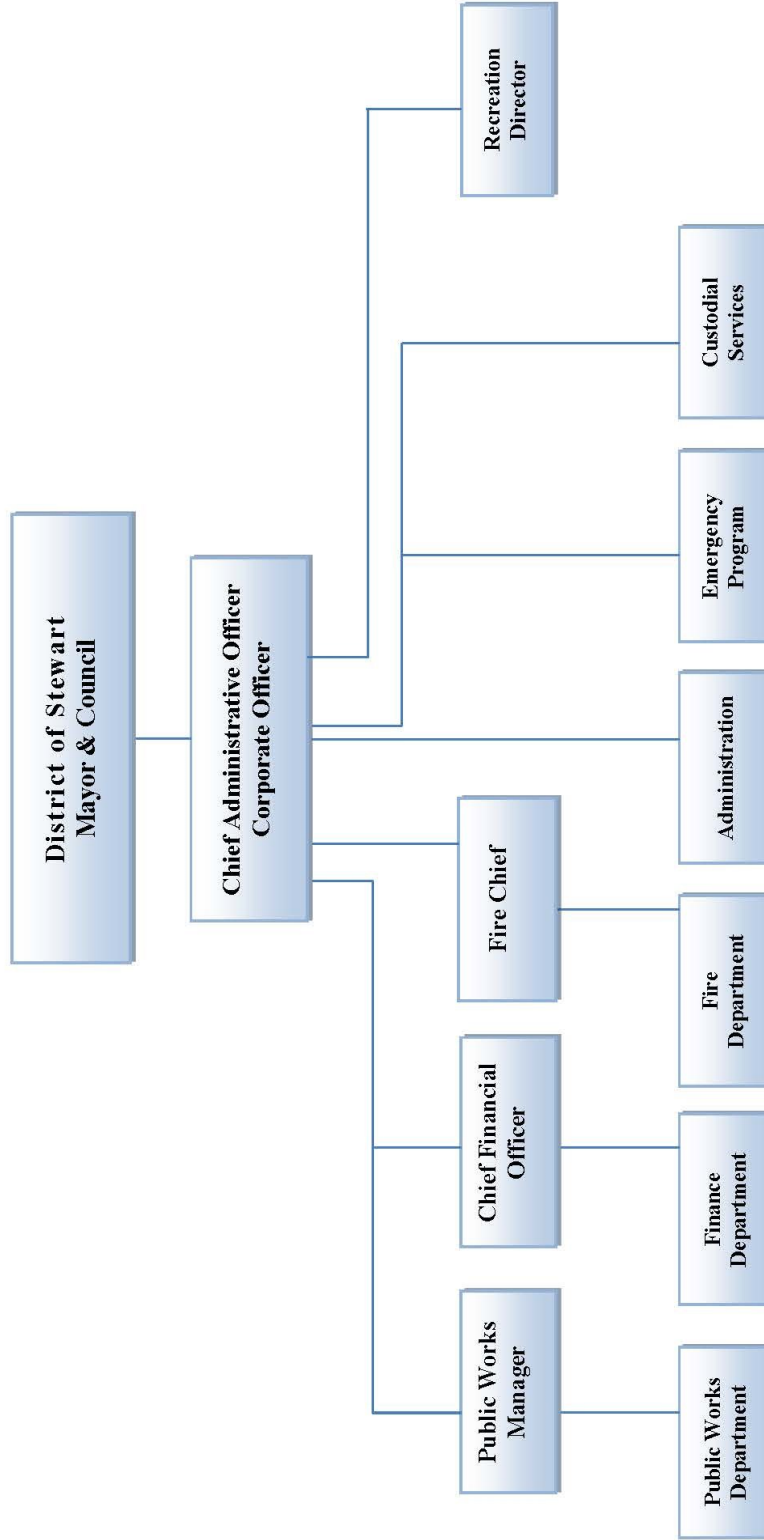 District of Stewart
Mayor & Council
Chief Administrative Officer
Corporate Officer
Public Works
Manager
Chief Financial
Officer
Fire Chief
Recreation
Director
Public Works
Department
Finance
Department
Fire
Department
Administration
Emergency
Program
Custodial
Services